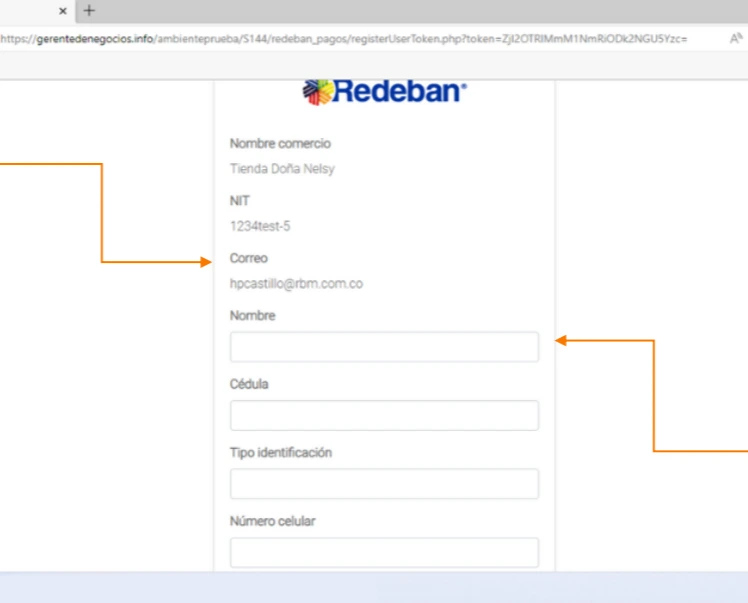 https://gerentedenegocios.info/ambienteprueba/S144/redeban_pagos/registerUserToken.php?token=ZjI2OTRlMmM1NmRiODk2NGU5Yzc=
Redeban
Nombre comercio
Tienda Doña Nelsy
NIT
1234test-5
Correo
hpcastillo@rbm.com.co
Nombre
Cédula
Tipo identificación
Número celular